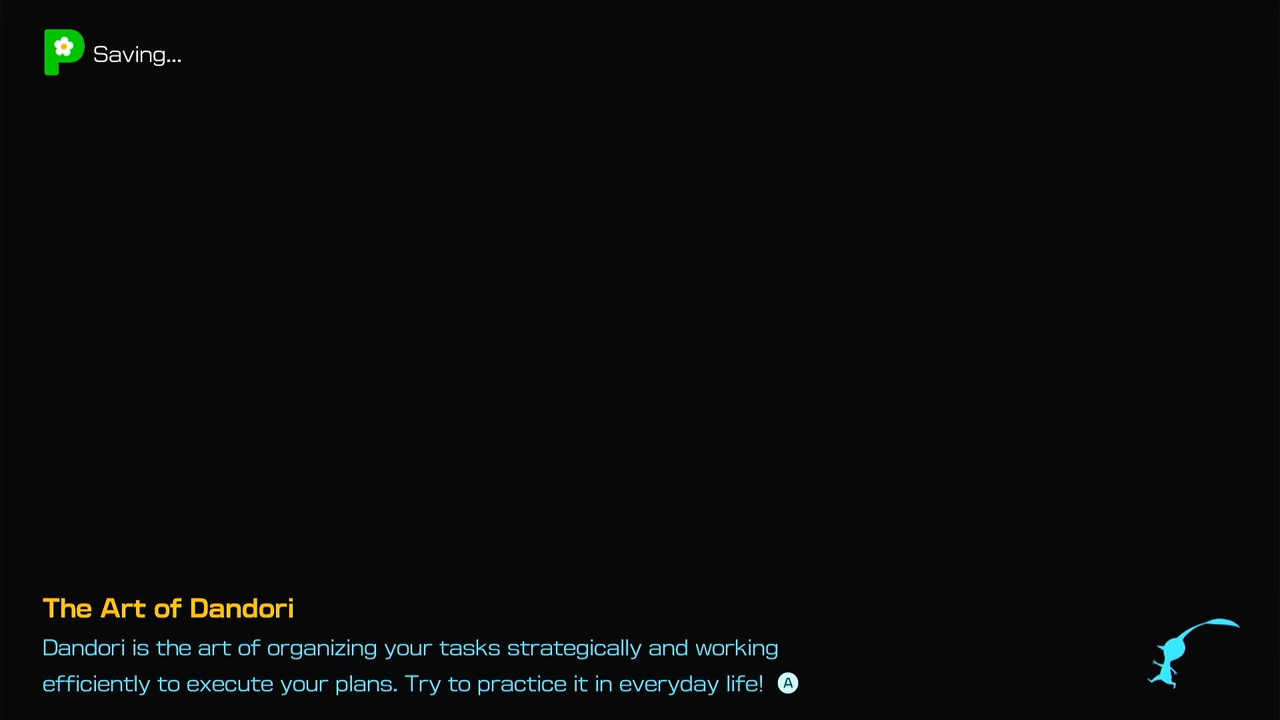 P Saving...
The Art of Dandori
Dandori is the art of organizing your tasks strategically and working
efficiently to execute your plans. Try to practice it in everyday life! A